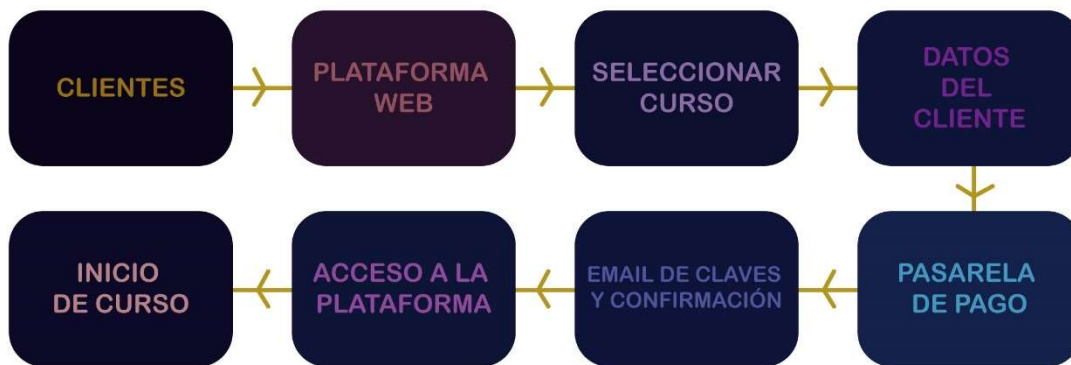 CLIENTES
PLATAFORMA
WEB
SELECCIONAR
CURSO
DATOS
DEL
CLIENTE
PASARELA
DE PAGO
EMAIL DE CLAVES
Y CONFIRMACIÓN
ACCESO A LA
PLATAFORMA
INICIO
DE CURSO